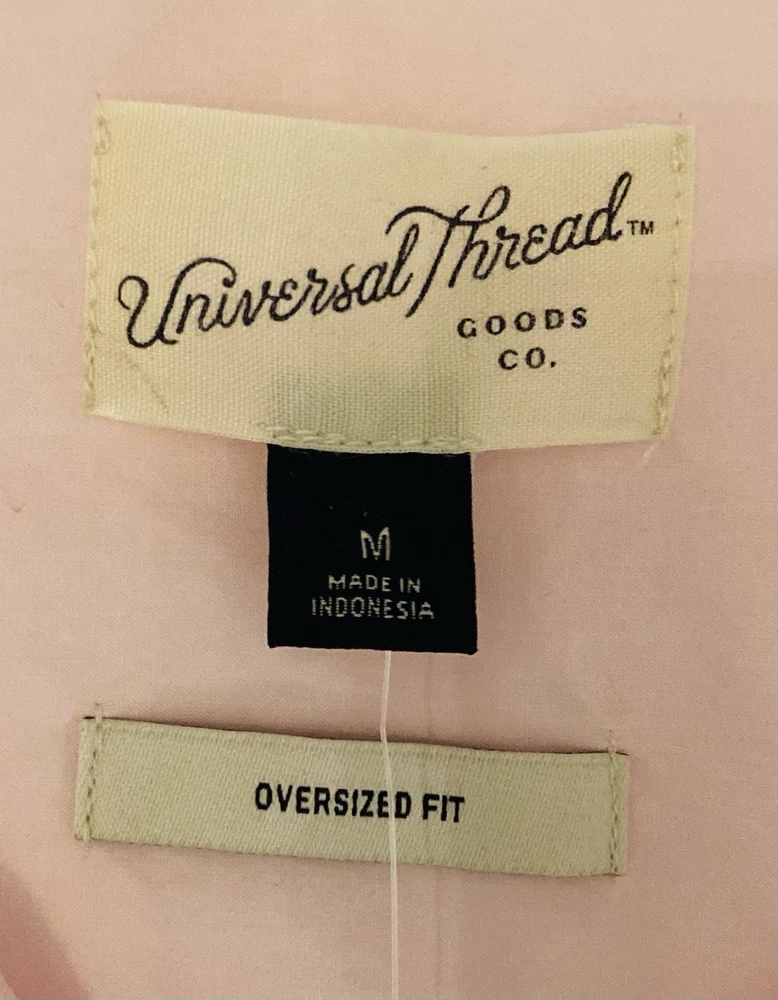 Universal Thread™
GOODS
CO.
M
MADE IN
INDONESIA
OVERSIZED FIT